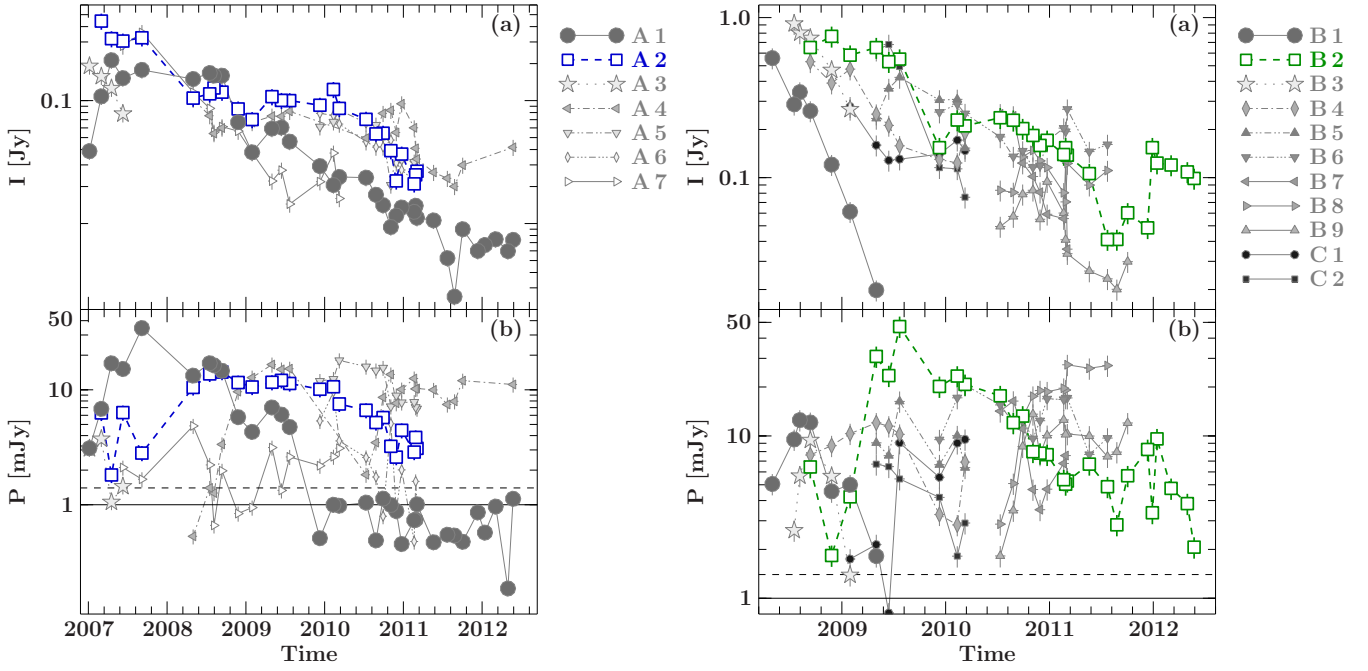 (a)
I [Jy]
0.1
A 1
A 2
A 3
A 4
A 5
A 6
A 7
(b)
P [mJy]
50
10
1
2007 2008 2009 2010 2011 2012
Time
(a)
I [Jy]
1.0
0.1
B 1
B 2
B 3
B 4
B 5
B 6
B 7
B 8
B 9
C 1
C 2
(b)
P [mJy]
50
10
1
2009 2010 2011 2012
Time